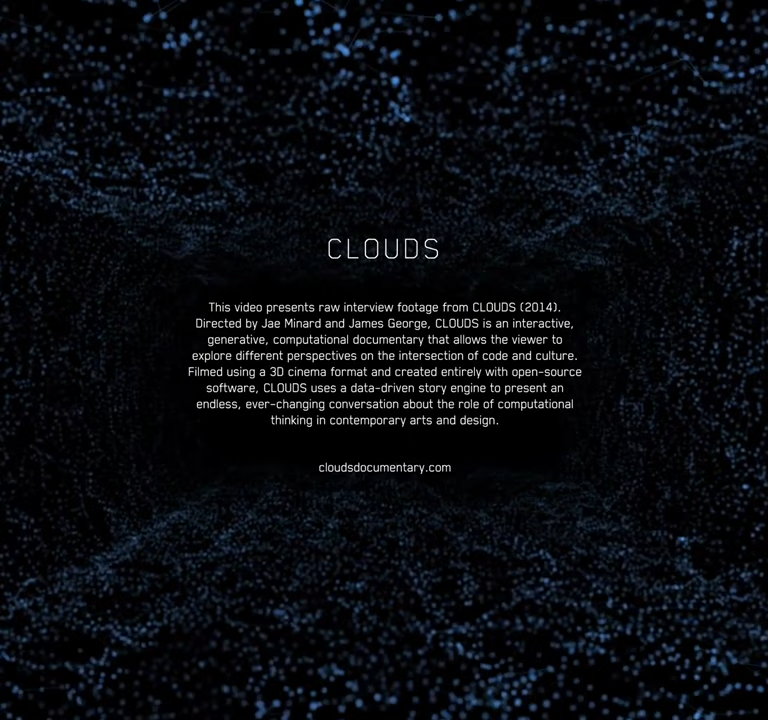 CLOUDS
This video presents raw interview footage from CLOUDS (2014).
Directed by Jae Minard and James George, CLOUDS is an interactive,
generative, computational documentary that allows the viewer to
explore different perspectives on the intersection of code and culture.
Filmed using a 3D cinema format and created entirely with open-source
software, CLOUDS uses a data-driven story engine to present an
endless, ever-changing conversation about the role of computational
thinking in contemporary arts and design.
cloudsdocumentary.com